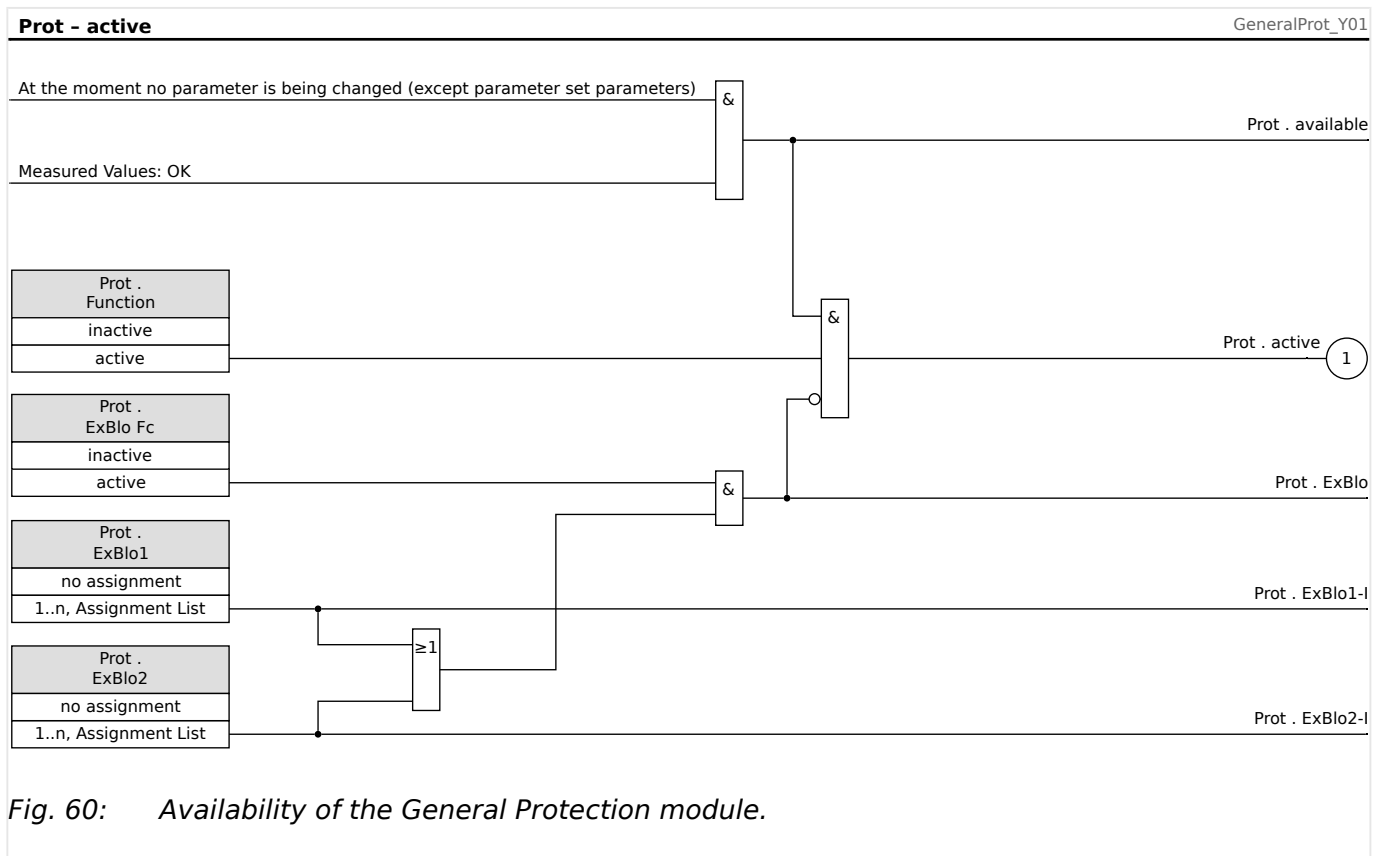 Prot – active
GeneralProt_Y01
At the moment no parameter is being changed (except parameter set parameters)
&
Prot . available
Measured Values: OK
Prot .
Function
inactive
active
&
Prot . active
1
Prot .
ExBlo Fc
inactive
active
&
Prot . ExBlo
Prot .
ExBlo1
no assignment
1..n, Assignment List
Prot . ExBlo1-I
≥1
Prot .
ExBlo2
no assignment
1..n, Assignment List
Prot . ExBlo2-I
Fig. 60: Availability of the General Protection module.